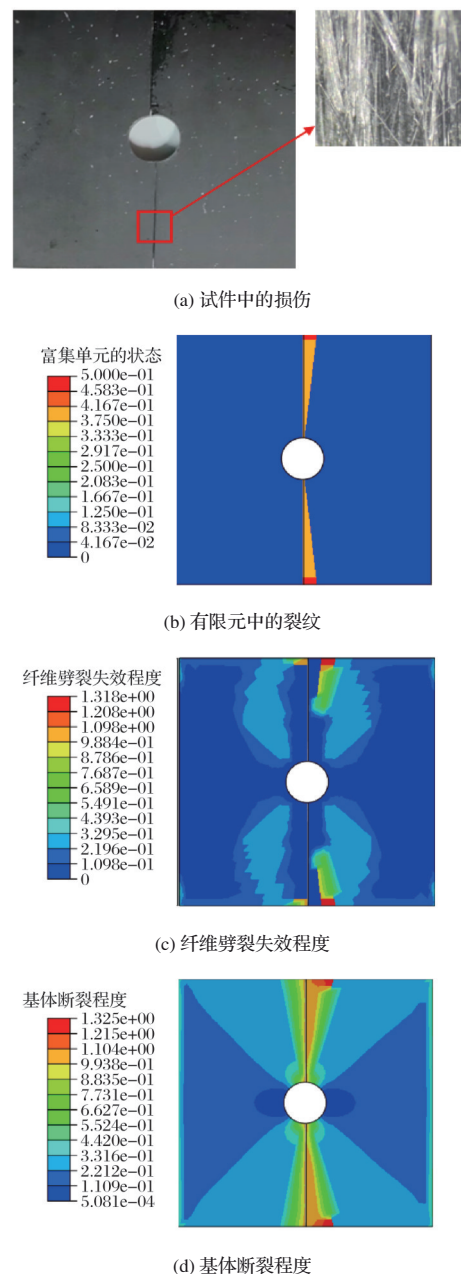 (a) 试件中的损伤
富集单元的状态
5.000e−01
4.583e−01
4.167e−01
3.750e−01
3.333e−01
2.917e−01
2.500e−01
2.083e−01
1.667e−01
1.250e−01
8.333e−02
4.167e−02
0
(b) 有限元中的裂纹
纤维劈裂失效程度
1.318e+00
1.208e+00
1.098e+00
9.884e−01
8.786e−01
7.687e−01
6.589e−01
5.491e−01
4.393e−01
3.295e−01
2.196e−01
1.098e−01
0
(c) 纤维劈裂失效程度
基体断裂程度
1.325e+00
1.215e+00
1.104e+00
9.938e−01
8.835e−01
7.731e−01
6.627e−01
5.524e−01
4.420e−01
3.316e−01
2.212e−01
1.109e−01
5.081e−04
(d) 基体断裂程度